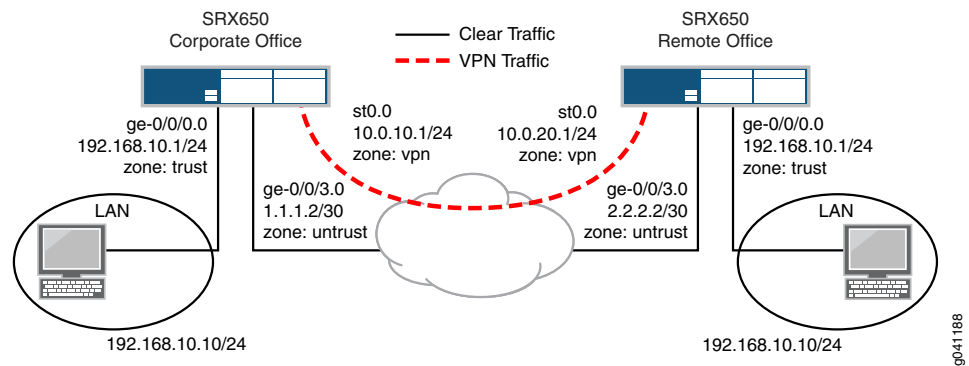 SRX650
Corporate Office
Clear Traffic
VPN Traffic
SRX650
Remote Office
ge-0/0/0.0
192.168.10.1/24
zone: trust
st0.0
10.0.10.1/24
zone: vpn
st0.0
10.0.20.1/24
zone: vpn
ge-0/0/0.0
192.168.10.1/24
zone: trust
LAN
ge-0/0/3.0
1.1.1.2/30
zone: untrust
ge-0/0/3.0
2.2.2.2/30
zone: untrust
LAN
192.168.10.10/24
192.168.10.10/24
g041188